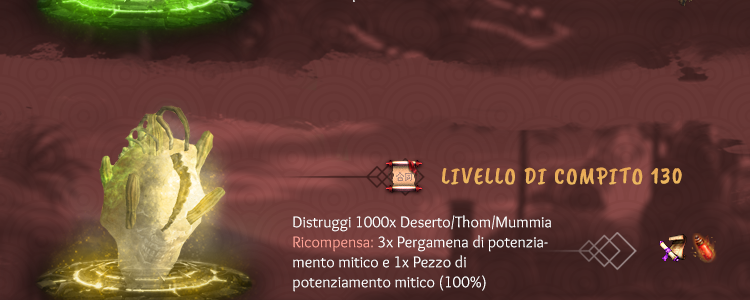 LIVELLO DI COMPITO 130
Distruggi 1000x Deserto/Thom/Mummia
Ricompensa: 3x Pergamena di potenzia-
mento mitico e 1x Pezzo di
potenziamento mitico (100%)